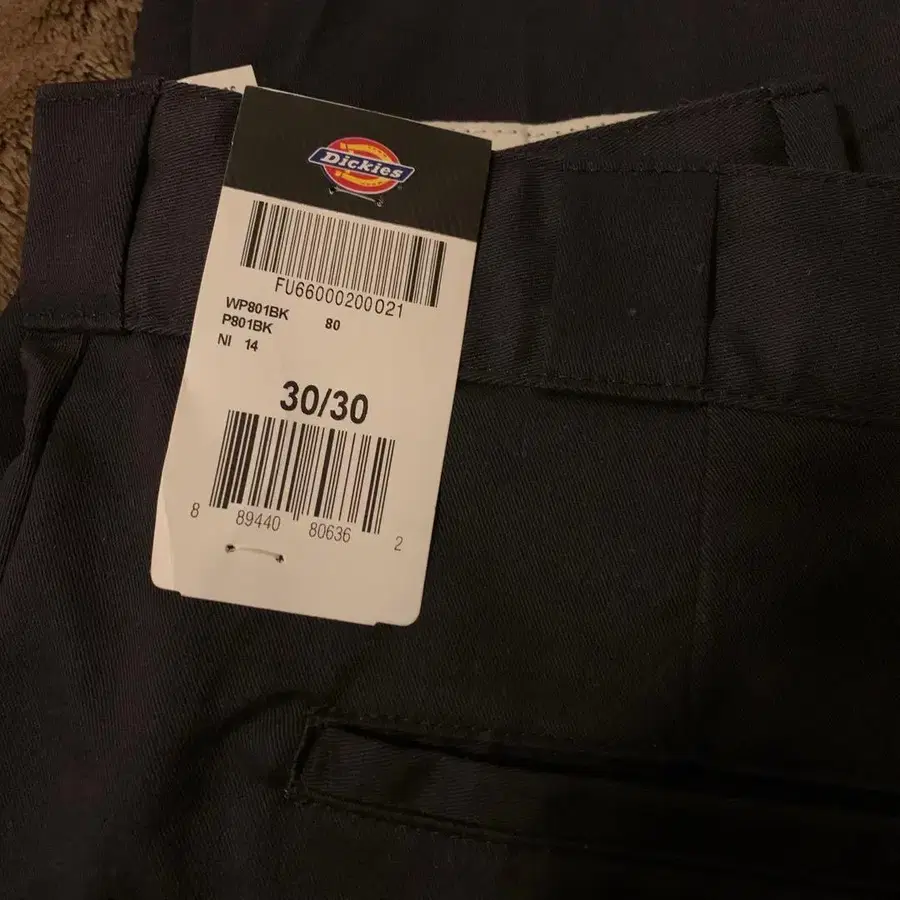 Dickies
FU66000200021
WP801BK 80
P801BK
NI 14
30/30
8 89440 80636 2